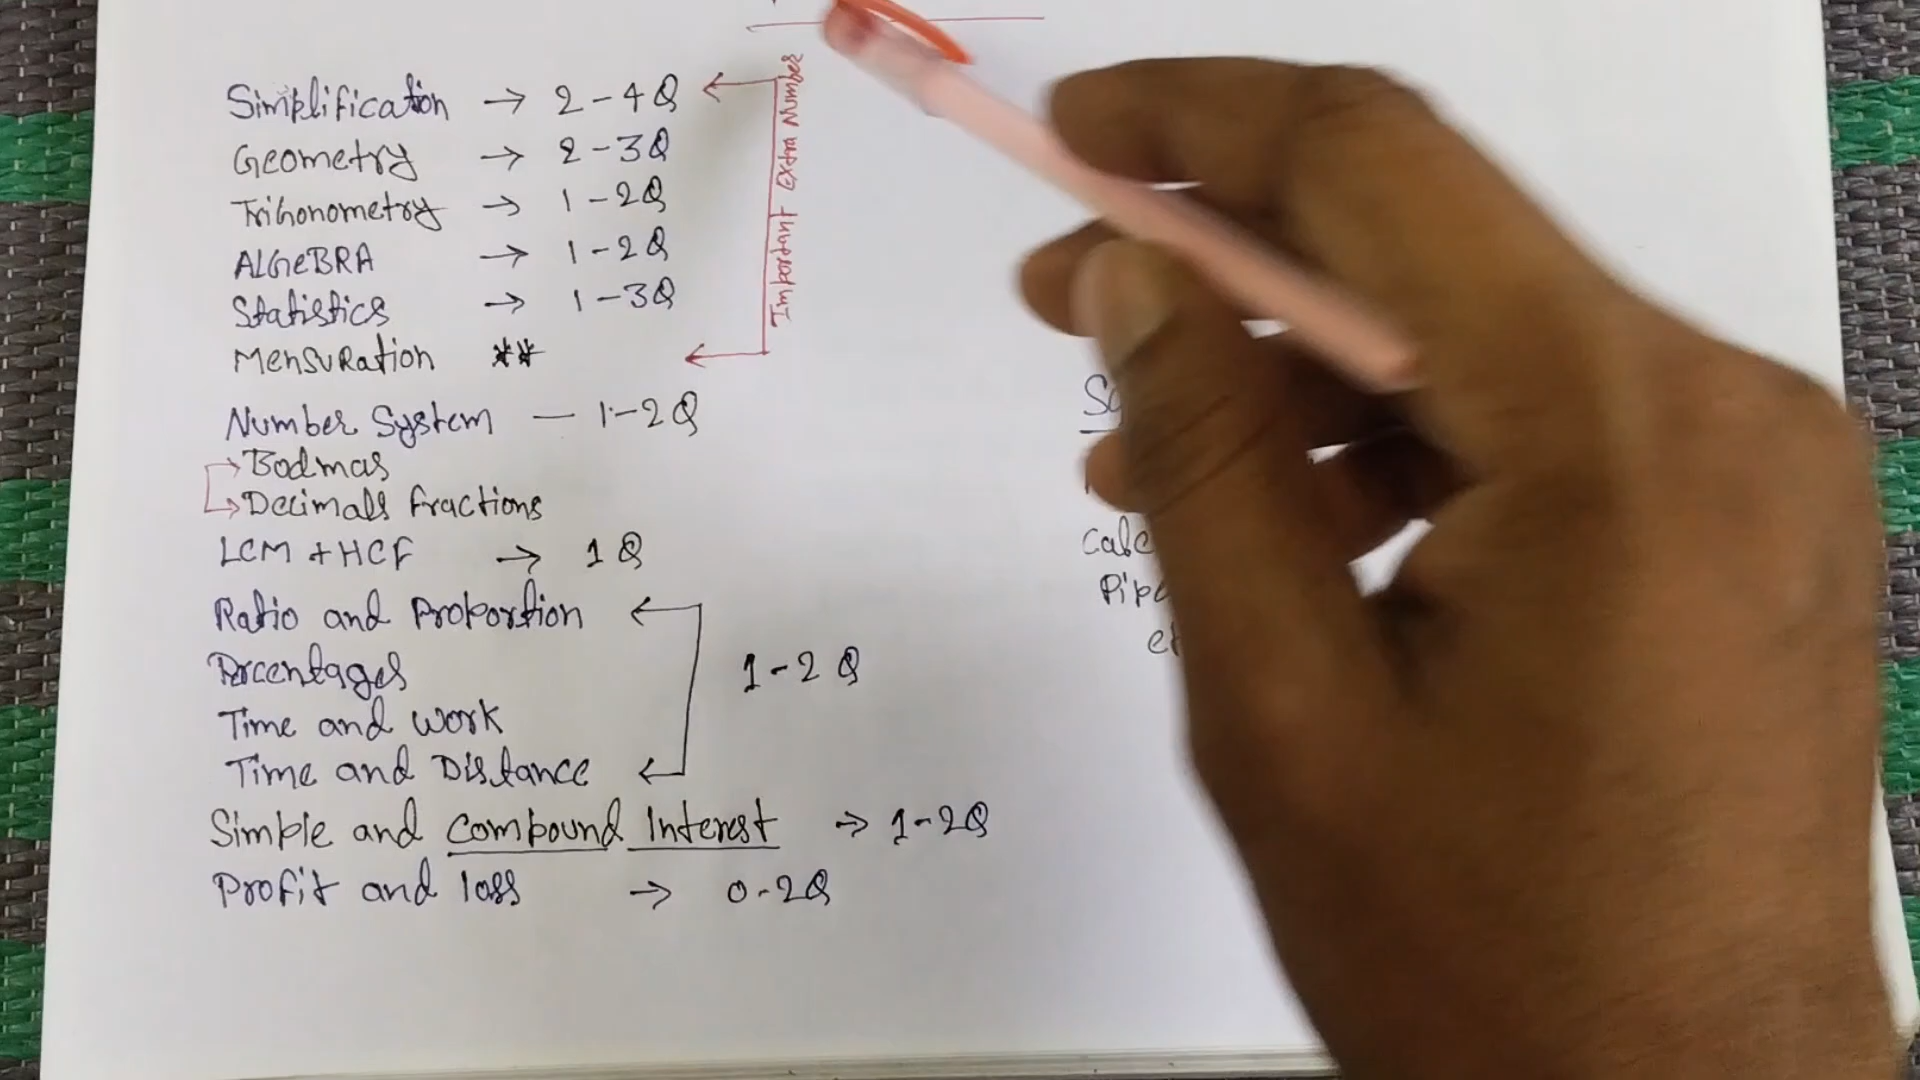 Simplification → 2-4Q
Geometry → 2-3Q
Trigonometry → 1-2Q
ALGeBRA → 1-2Q
Statistics → 1-3Q
MensuRation **
Important Extra Number
Number System — 1-2Q
→ Bodmas
→ Decimals fractions
LCM + HCF → 1Q
Ratio and Proportion
Percentages
Time and work
Time and Distance
1-2Q
Simple and compound Interest → 1-2Q
Profit and loss → 0-2Q